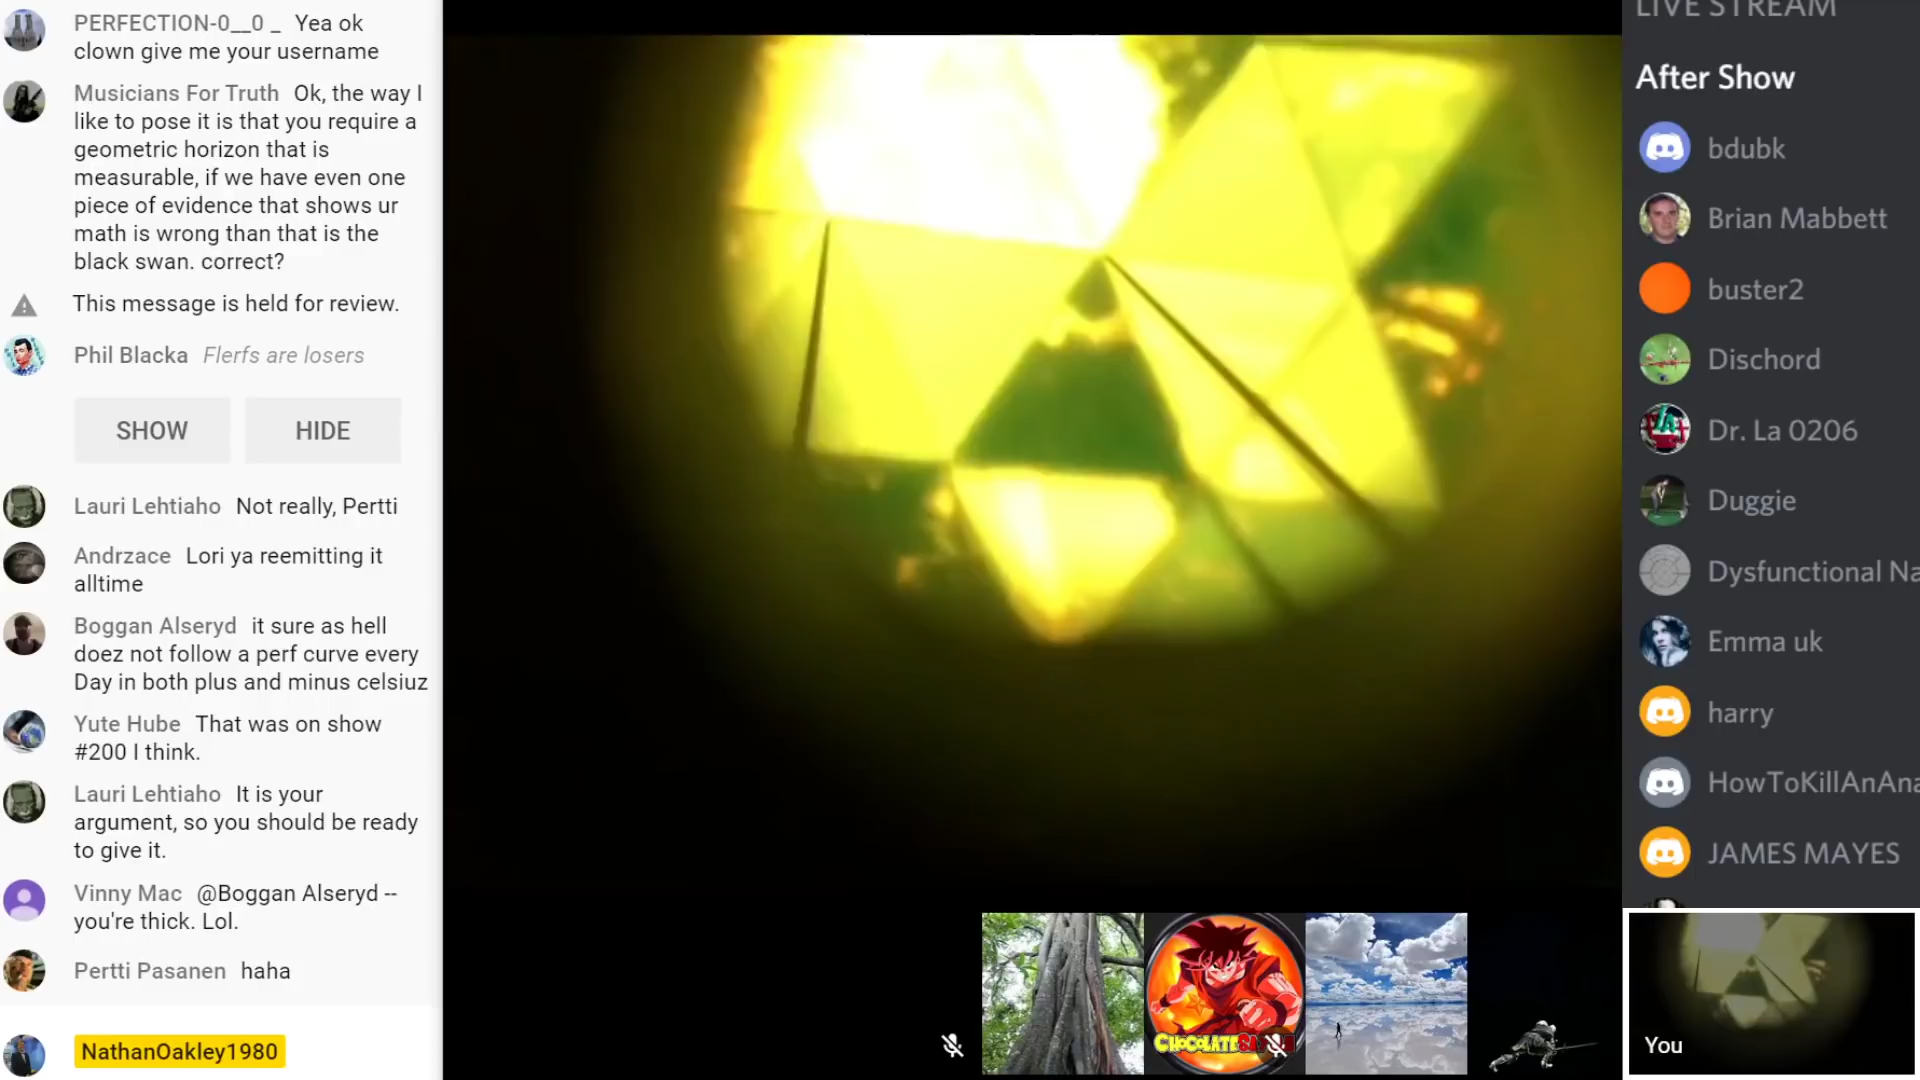 PERFECTION-0__0 _ Yea ok
clown give me your username
Musicians For Truth Ok, the way I
like to pose it is that you require a
geometric horizon that is
measurable, if we have even one
piece of evidence that shows ur
math is wrong than that is the
black swan. correct?
This message is held for review.
Phil Blacka Flerfs are losers
SHOW HIDE
Lauri Lehtiaho Not really, Pertti
Andrzace Lori ya reemitting it
alltime
Boggan Alseryd it sure as hell
doez not follow a perf curve every
Day in both plus and minus celsiuz
Yute Hube That was on show
#200 I think.
Lauri Lehtiaho It is your
argument, so you should be ready
to give it.
Vinny Mac @Boggan Alseryd --
you're thick. Lol.
Pertti Pasanen haha
NathanOakley1980
LIVE STREAM
After Show
bdubk
Brian Mabbett
buster2
Dischord
Dr. La 0206
Duggie
Dysfunctional Na
Emma uk
harry
HowToKillAnAna
JAMES MAYES
You